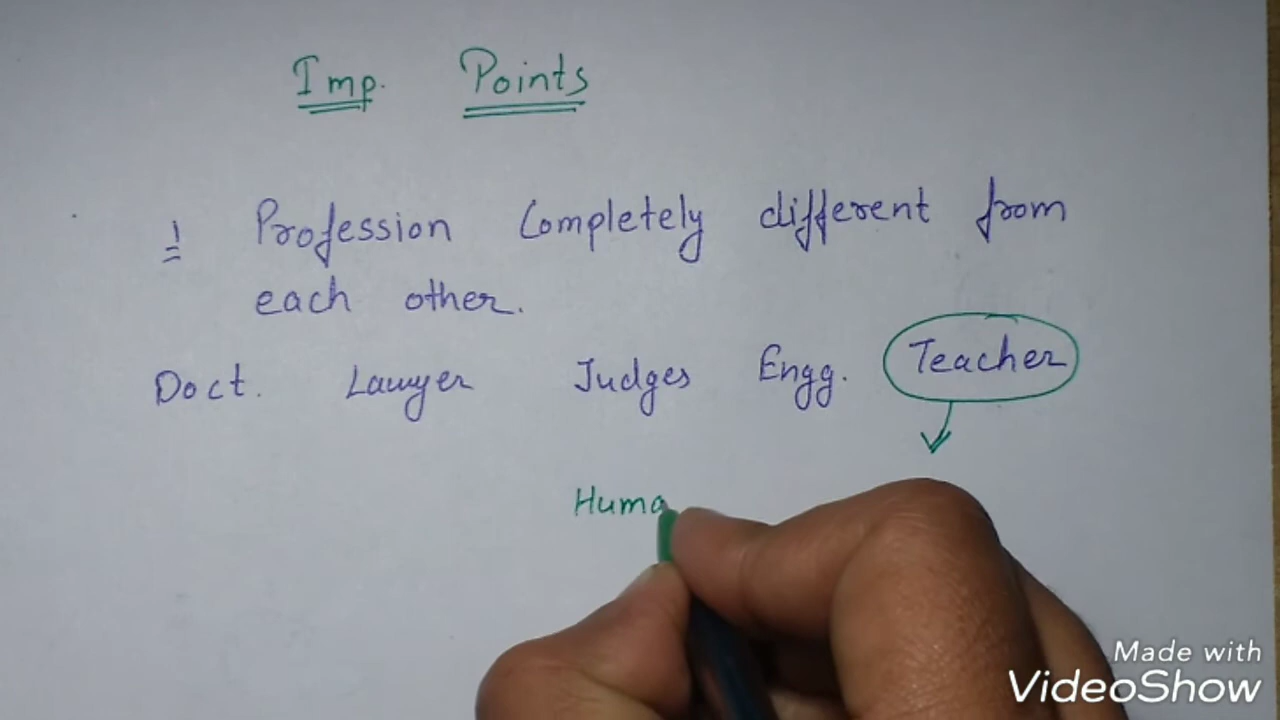 Imp. Points
1 Profession Completely different from
each other.
Doct. Lawyer Judges Engg. Teacher
Huma
Made with
VideoShow